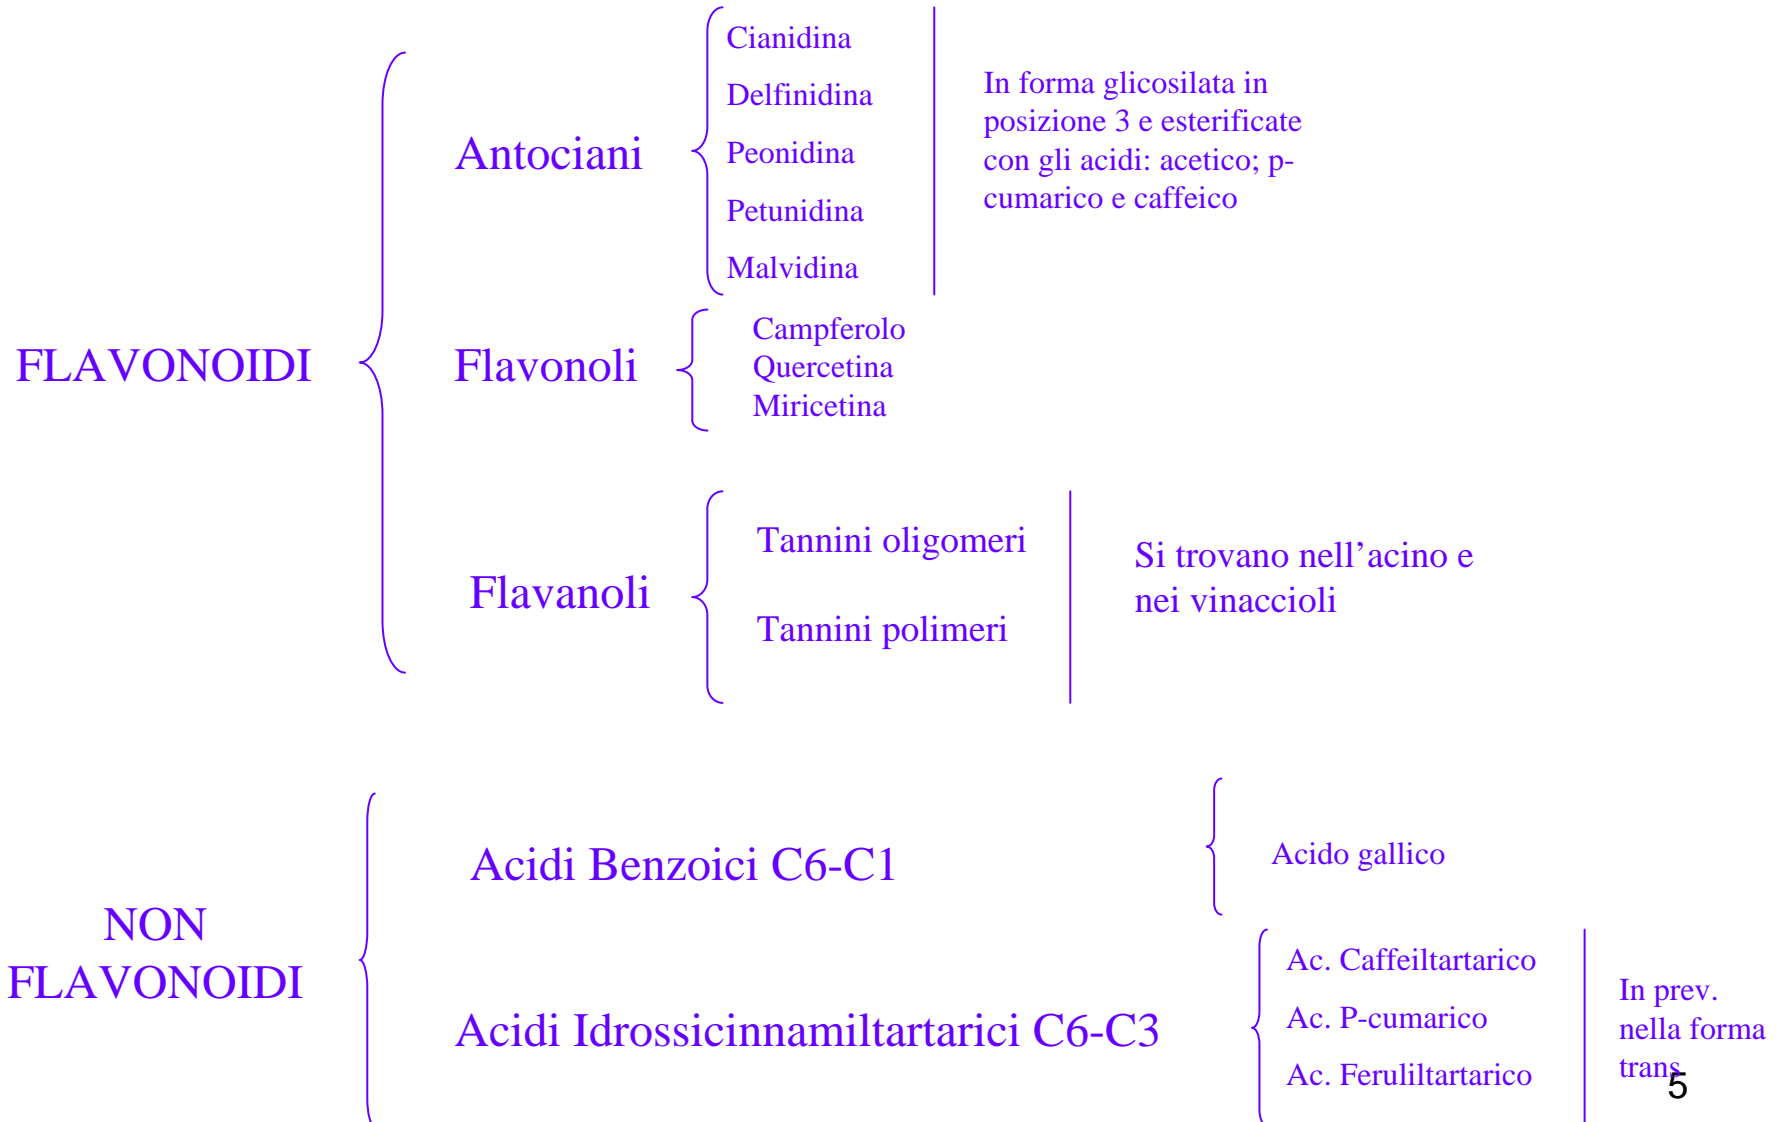 FLAVONOIDI
Antociani
Cianidina
Delfinidina
Peonidina
Petunidina
Malvidina
In forma glicosilata in
posizione 3 e esterificate
con gli acidi: acetico; p-
cumarico e caffeico
Flavonoli
Campferolo
Quercetina
Miricetina
Flavanoli
Tannini oligomeri
Tannini polimeri
Si trovano nell’acino e
nei vinaccioli
NON
FLAVONOIDI
Acidi Benzoici C6-C1
Acido gallico
Acidi Idrossicinnamiltartarici C6-C3
Ac. Caffeiltartarico
Ac. P-cumarico
Ac. Feruliltartarico
In prev.
nella forma
trans
5